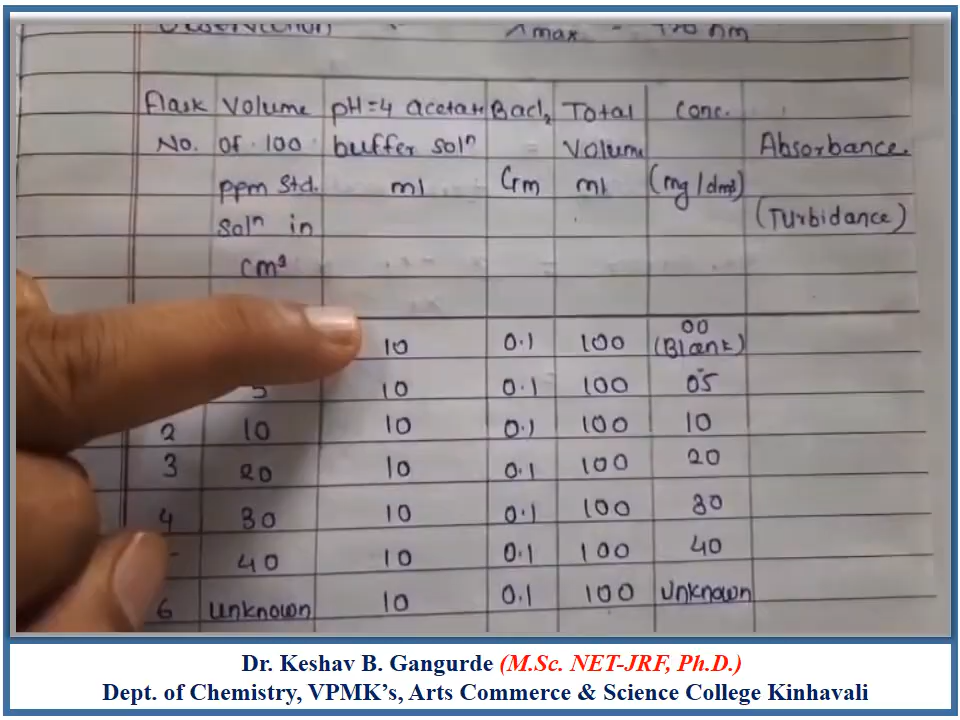 Observation λmax - nm
Flask Volume pH=4 acetate Bacl2 Total Conc.
No. of 100 buffer solⁿ Volume Absorbance
ppm Std. ml Grm ml (mg/dm³)
Solⁿ in (Turbidance)
cm³
10 0.1 100 00 (Blank)
5 10 0.1 100 05
2 10 10 0.1 100 10
3 20 10 0.1 100 20
4 30 10 0.1 100 30
40 10 0.1 100 40
6 unknown 10 0.1 100 Unknown
Dr. Keshav B. Gangurde (M.Sc. NET-JRF, Ph.D.)
Dept. of Chemistry, VPMK's, Arts Commerce & Science College Kinhavali